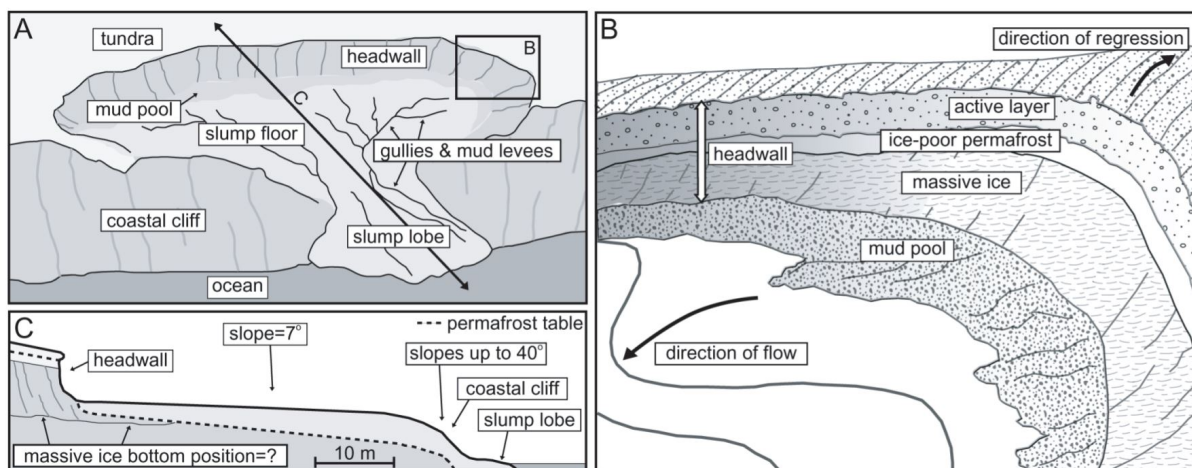 A
tundra
headwall
B
mud pool
C
slump floor
gullies & mud levees
coastal cliff
slump lobe
ocean
B
direction of regression
active layer
ice-poor permafrost
headwall
massive ice
mud pool
direction of flow
C
slope=7°
permafrost table
headwall
slopes up to 40°
coastal cliff
slump lobe
massive ice bottom position=?
10 m